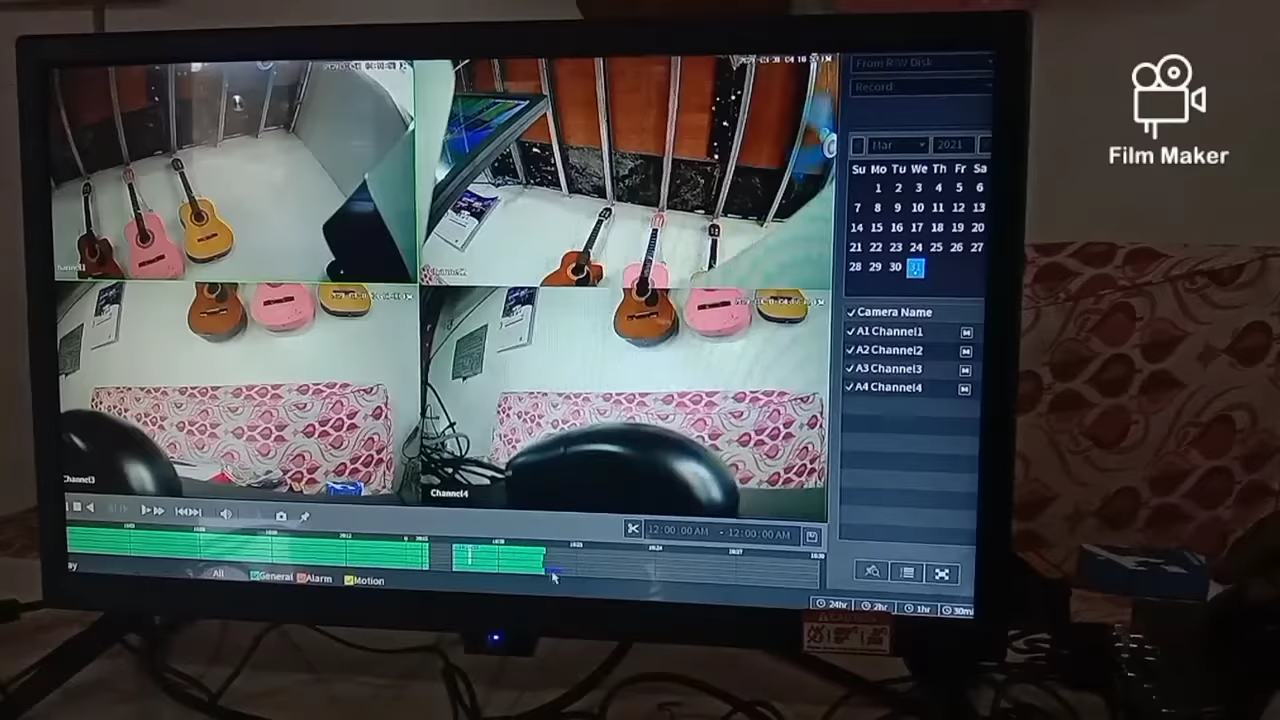 Film Maker
From R/W Disk
Record
Mar
2021
Su Mo Tu We Th Fr Sa
1 2 3 4 5 6
7 8 9 10 11 12 13
14 15 16 17 18 19 20
21 22 23 24 25 26 27
28 29 30 31
Camera Name
A1 Channel1
A2 Channel2
A3 Channel3
A4 Channel4
Channel3
Channel4
12:00:00 AM - 12:00:00 AM
All
General
Alarm
Motion
24hr
2hr
1hr
30mi